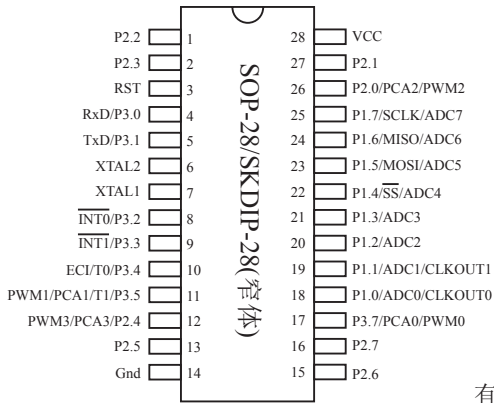 P2.2 1
P2.3 2
RST 3
RxD/P3.0 4
TxD/P3.1 5
XTAL2 6
XTAL1 7
INT0/P3.2 8
INT1/P3.3 9
ECI/T0/P3.4 10
PWM1/PCA1/T1/P3.5 11
PWM3/PCA3/P2.4 12
P2.5 13
Gnd 14
SOP-28/SKDIP-28(窄体)
28 VCC
27 P2.1
26 P2.0/PCA2/PWM2
25 P1.7/SCLK/ADC7
24 P1.6/MISO/ADC6
23 P1.5/MOSI/ADC5
22 P1.4/SS/ADC4
21 P1.3/ADC3
20 P1.2/ADC2
19 P1.1/ADC1/CLKOUT1
18 P1.0/ADC0/CLKOUT0
17 P3.7/PCA0/PWM0
16 P2.7
15 P2.6
有